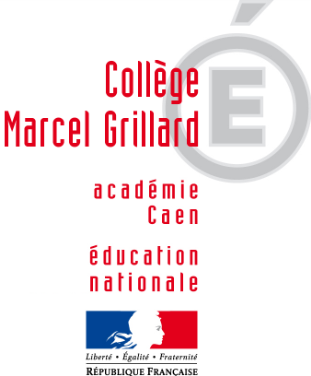 Collège
Marcel Grillard
É
académie
Caen
éducation
nationale
Liberté • Égalité • Fraternité
RÉPUBLIQUE FRANÇAISE